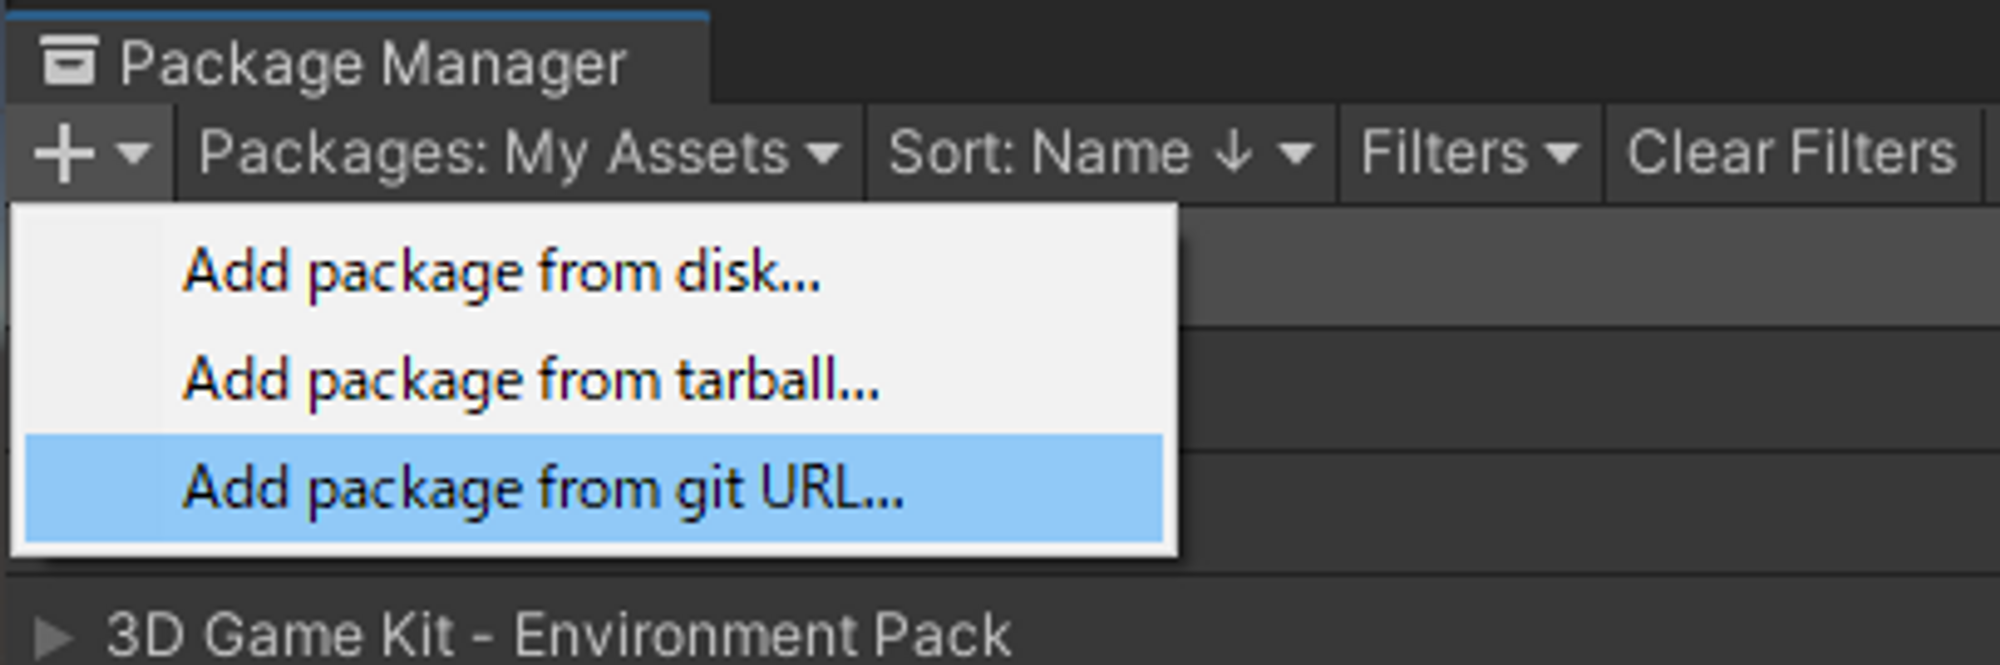 Package Manager
Packages: My Assets Sort: Name ↓ Filters Clear Filters
Add package from disk...
Add package from tarball...
Add package from git URL...
3D Game Kit - Environment Pack